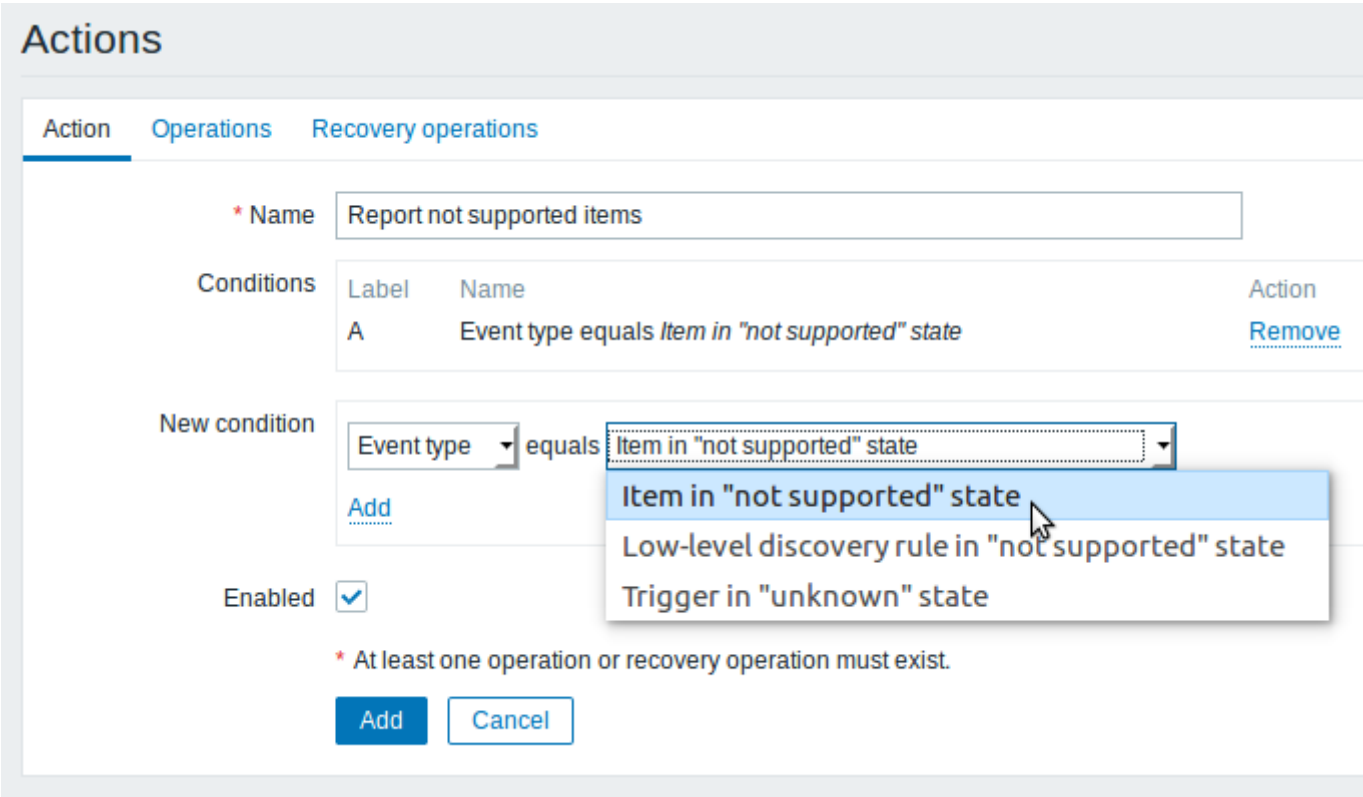 Actions
Action Operations Recovery operations
* Name Report not supported items
Conditions Label Name Action
A Event type equals Item in "not supported" state Remove
New condition Event type equals Item in "not supported" state
Item in "not supported" state
Add
Low-level discovery rule in "not supported" state
Enabled Trigger in "unknown" state
* At least one operation or recovery operation must exist.
Add Cancel